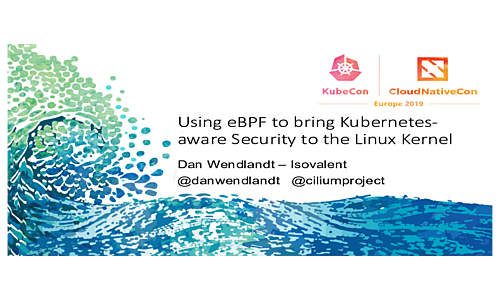 KubeCon
CloudNativeCon
Europe 2019
Using eBPF to bring Kubernetes-
aware Security to the Linux Kernel
Dan Wendlandt – Isovalent
@danwendlandt @ciliumproject